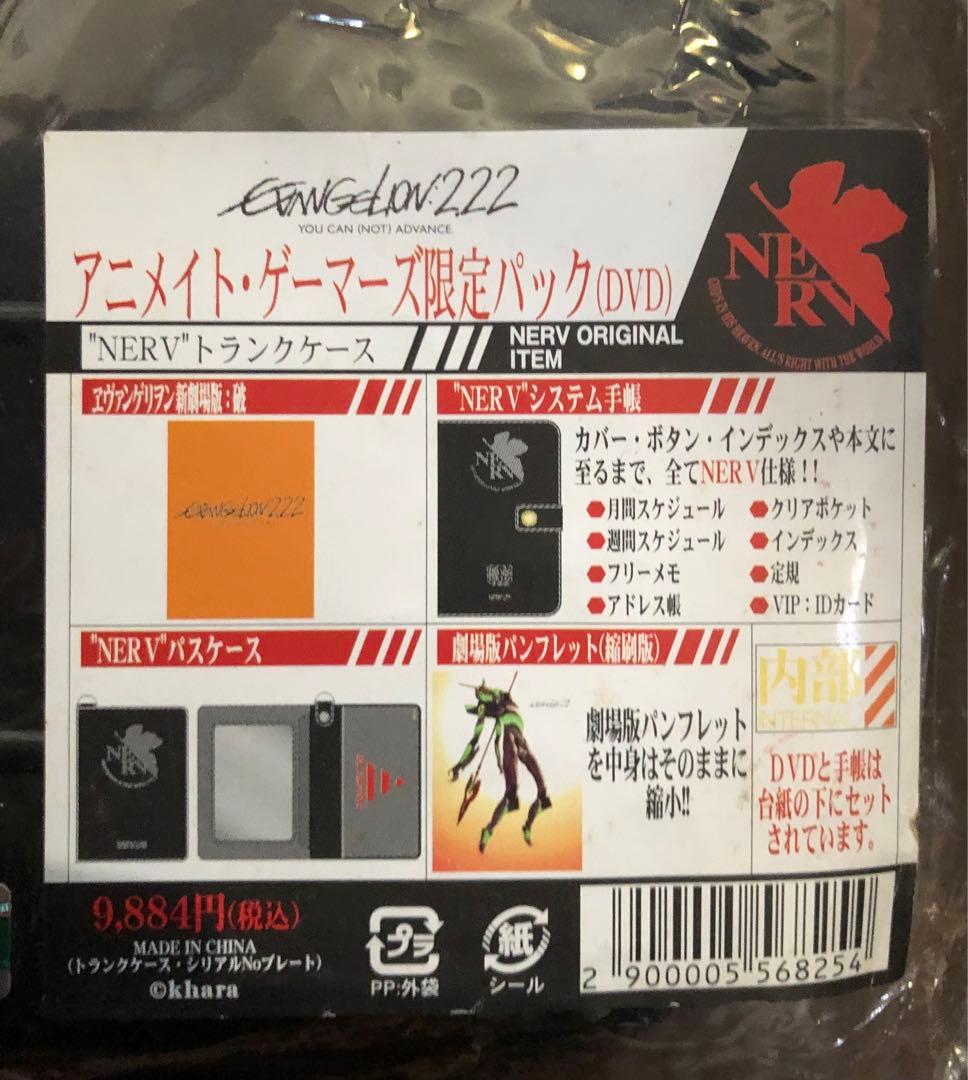 EVANGELION:2.22
YOU CAN (NOT) ADVANCE.
アニメイト・ゲーマーズ限定パック(DVD)
NERV
GOD'S IN HIS HEAVEN. ALL'S RIGHT WITH THE WORLD.
"NERV"トランクケース
NERV ORIGINAL
ITEM
ヱヴァンゲリヲン新劇場版：破
EVANGELION:2.22
"NERV"システム手帳
NERV
カバー・ボタン・インデックスや本文に
至るまで、全てNERV仕様！！
月間スケジュール
週間スケジュール
フリーメモ
アドレス帳
クリアポケット
インデックス
定規
VIP：IDカード
"NERV"パスケース
NERV
劇場版パンフレット(縮刷版)
劇場版パンフレット
を中身はそのままに
縮小!!
内部
INTERNAL
DVDと手帳は
台紙の下にセット
されています。
9,884円(税込)
MADE IN CHINA
(トランクケース・シリアルNoプレート)
©khara
プラ
PP:外袋
紙
シール
2 900005 568254